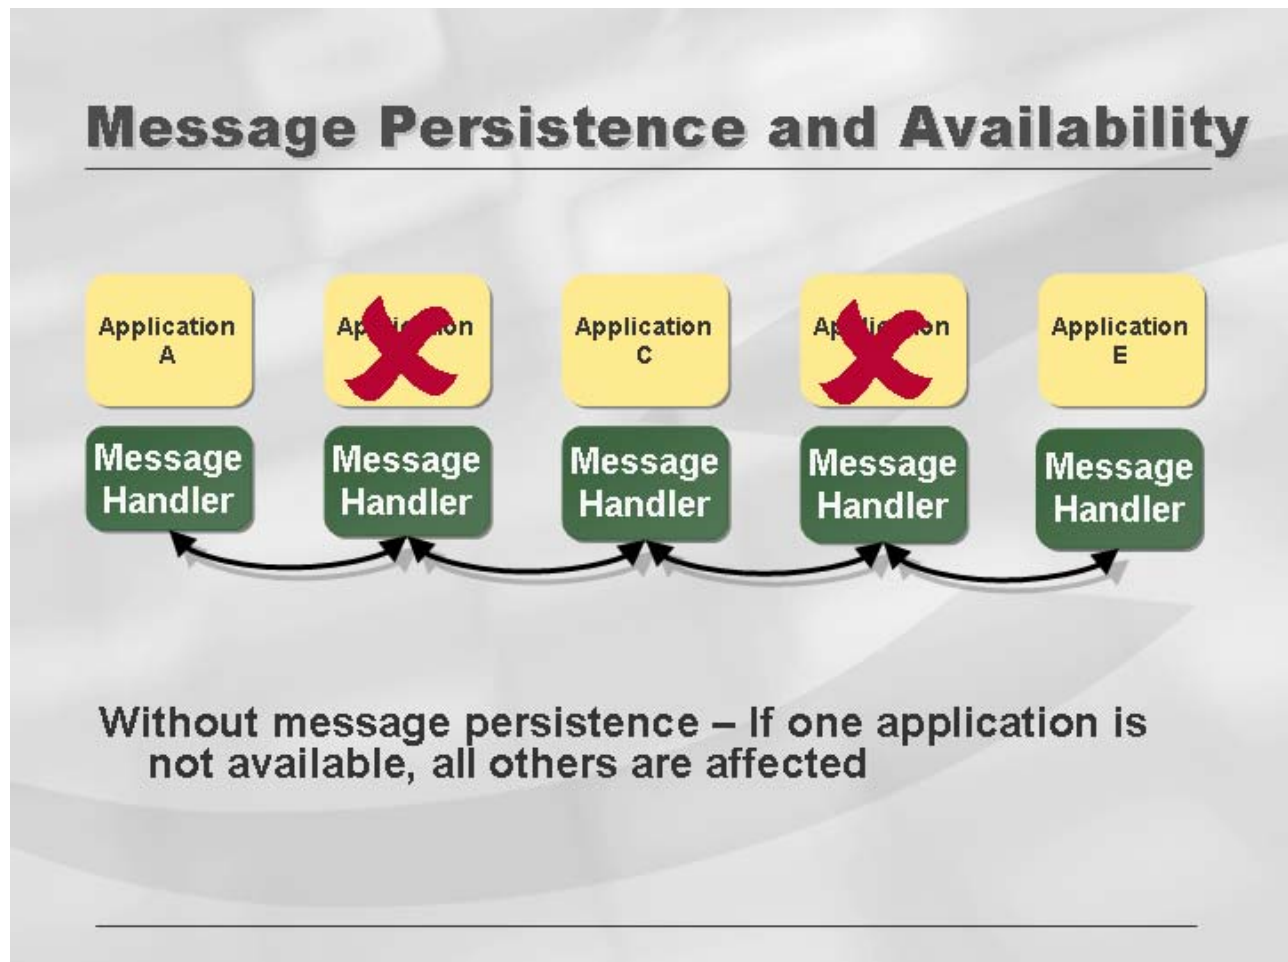 Message Persistence and Availability
Application
A
Application
C
Application
E
Message
Handler
Message
Handler
Message
Handler
Message
Handler
Message
Handler
Without message persistence – If one application is
not available, all others are affected